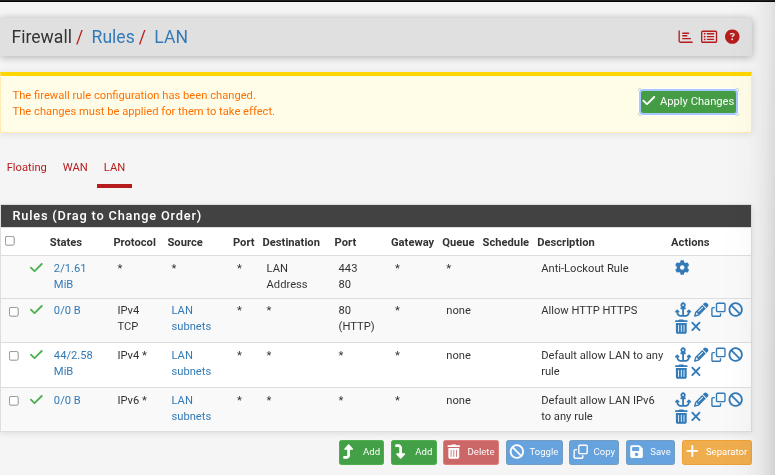 Firewall / Rules / LAN
The firewall rule configuration has been changed.
The changes must be applied for them to take effect.
Apply Changes
Floating WAN LAN
Rules (Drag to Change Order)
States Protocol Source Port Destination Port Gateway Queue Schedule Description Actions
2/1.61 * * * LAN 443 * * Anti-Lockout Rule
MiB Address 80
0/0 B IPv4 LAN * * 80 * none Allow HTTP HTTPS
TCP subnets (HTTP)
44/2.58 IPv4 * LAN * * * * none Default allow LAN to any
MiB subnets rule
0/0 B IPv6 * LAN * * * * none Default allow LAN IPv6
subnets to any rule
Add Add Delete Toggle Copy Save Separator